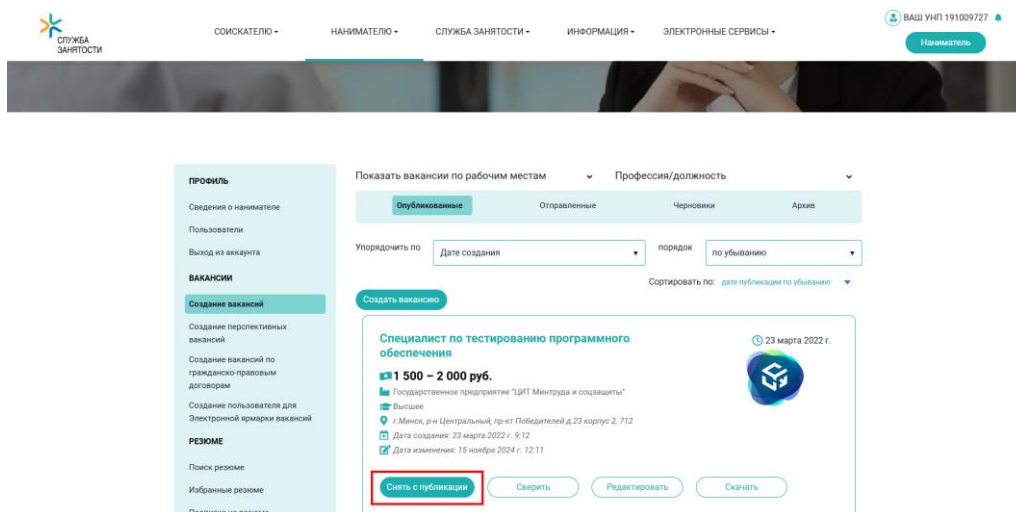 СЛУЖБА
ЗАНЯТОСТИ
СОИСКАТЕЛЮ
НАНИМАТЕЛЮ
СЛУЖБА ЗАНЯТОСТИ
ИНФОРМАЦИЯ
ЭЛЕКТРОННЫЕ СЕРВИСЫ
ВАШ УНП 191009727
Наниматель
ПРОФИЛЬ
Сведения о нанимателе
Пользователи
Выход из аккаунта
ВАКАНСИИ
Создание вакансий
Создание перспективных
вакансий
Создание вакансий по
гражданско-правовым
договорам
Создание пользователя для
Электронной ярмарки вакансий
РЕЗЮМЕ
Поиск резюме
Избранные резюме
Подписка на резюме
Показать вакансии по рабочим местам
Профессия/должность
Опубликованные
Отправленные
Черновики
Архив
Упорядочить по
Дате создания
порядок
по убыванию
Сортировать по: дате публикации по убыванию
Создать вакансию
Специалист по тестированию программного
обеспечения
23 марта 2022 г.
1 500 – 2 000 руб.
Государственное предприятие "ЦИТ Минтруда и соцзащиты"
Высшее
г.Минск, р-н Центральный, пр-кт Победителей д.23 корпус 2, 712
Дата создания: 23 марта 2022 г. 9:12
Дата изменения: 15 ноября 2024 г. 12:11
Снять с публикации
Сверить
Редактировать
Скачать